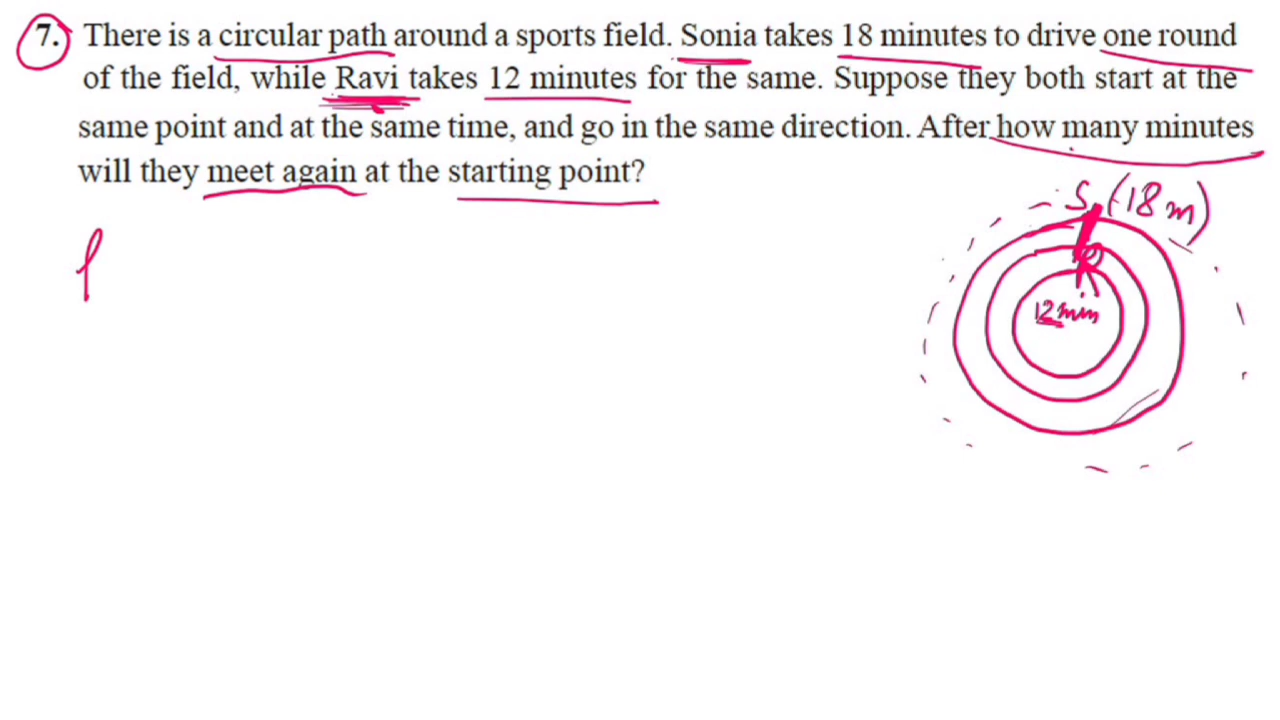 7. There is a circular path around a sports field. Sonia takes 18 minutes to drive one round
of the field, while Ravi takes 12 minutes for the same. Suppose they both start at the
same point and at the same time, and go in the same direction. After how many minutes
will they meet again at the starting point?
S (18 m)
12 min